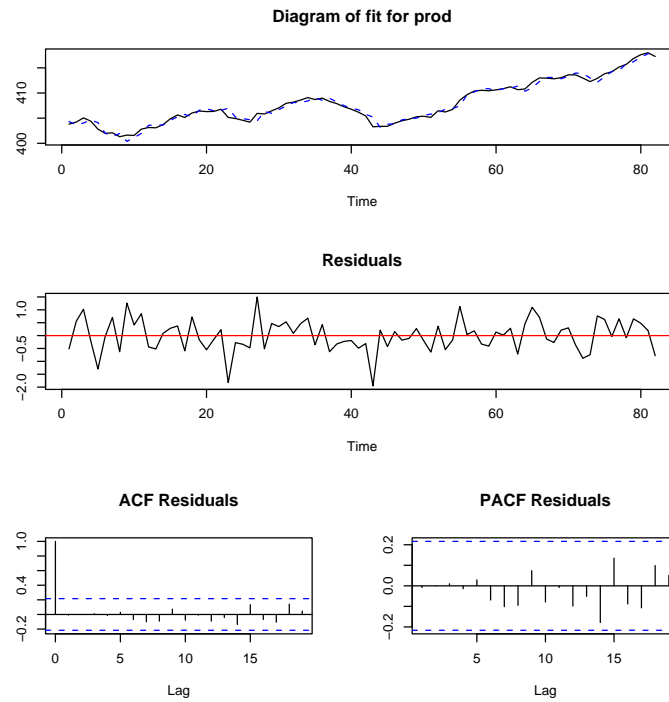 Diagram of fit for prod
400 410
0 20 40 60 80
Time
Residuals
−2.0 −0.5 1.0
0 20 40 60 80
Time
ACF Residuals
−0.2 0.4 1.0
0 5 10 15
Lag
PACF Residuals
−0.2 0.0 0.2
5 10 15
Lag